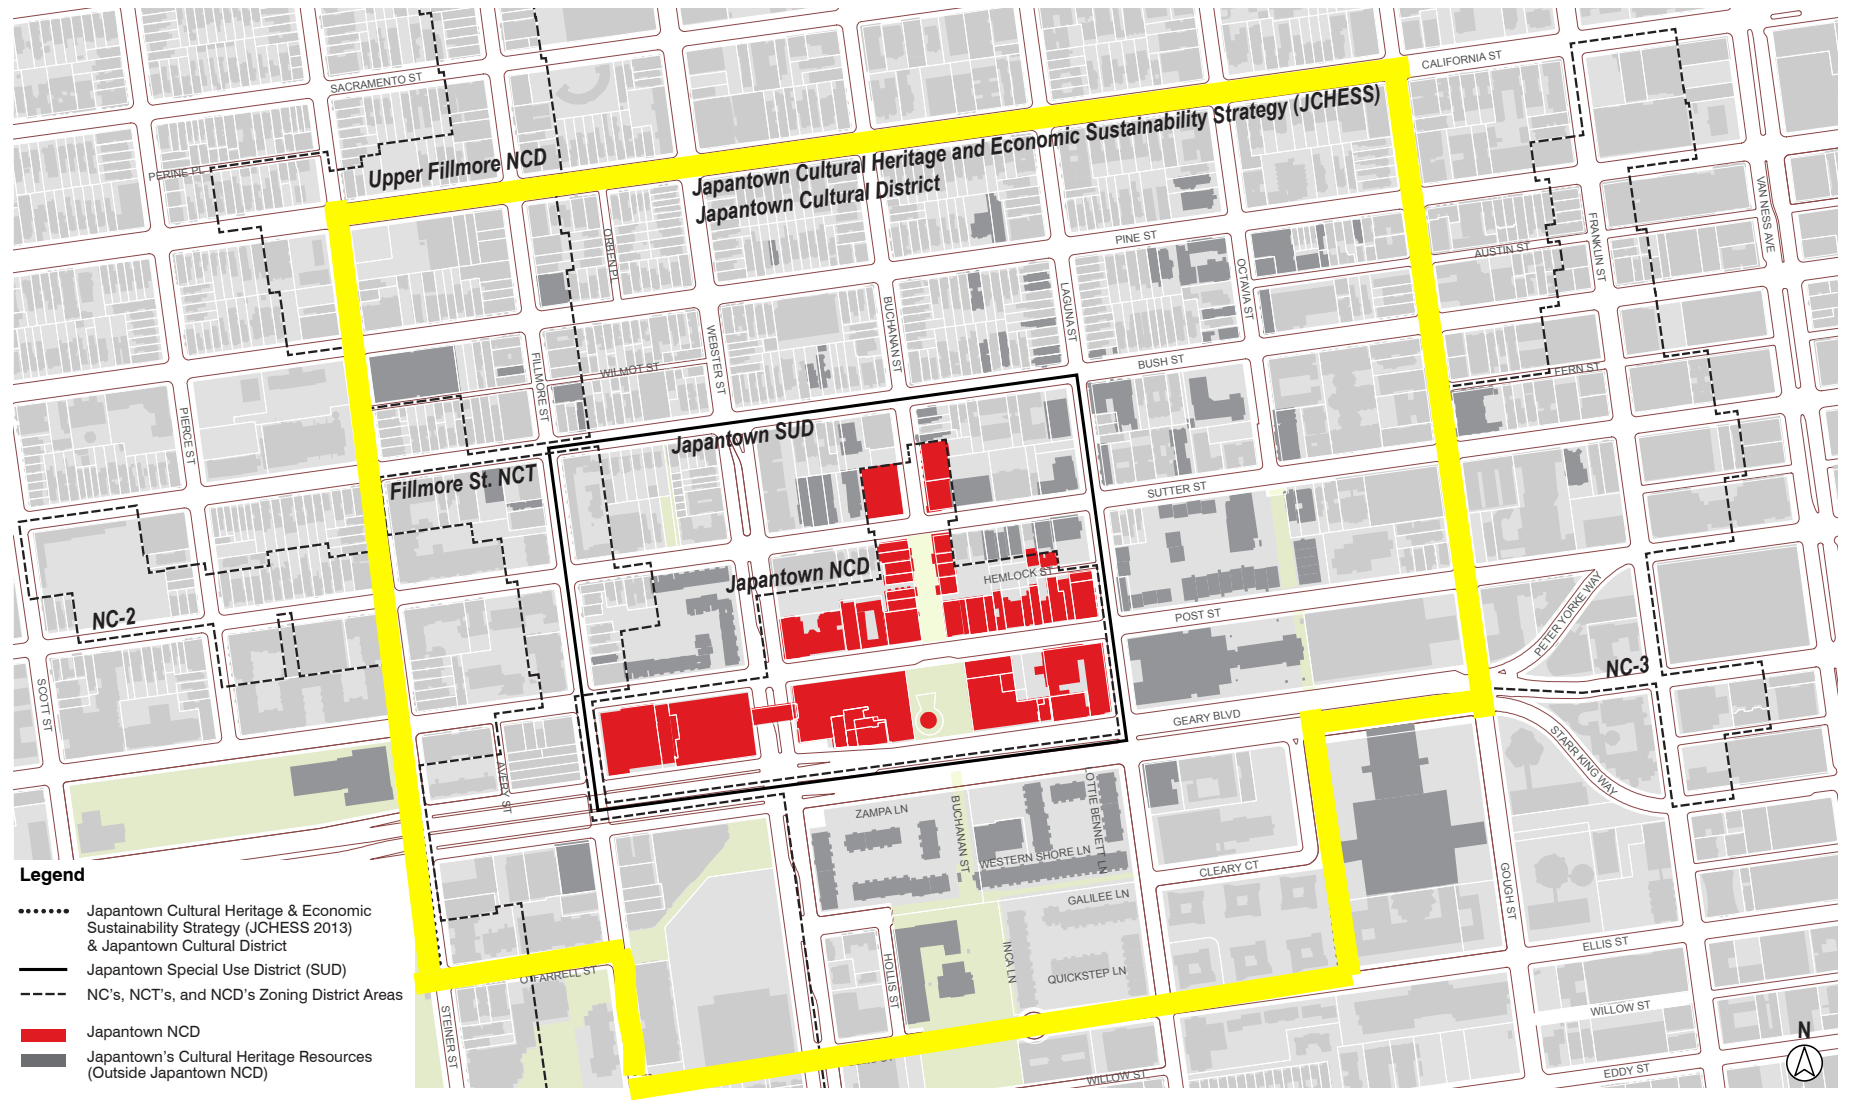 CALIFORNIA ST
SACRAMENTO ST
Japantown Cultural Heritage and Economic Sustainability Strategy (JCHESS)
Japantown Cultural District
Upper Fillmore NCD
PERINE PL
VAN NESS AVE
FRANKLIN ST
ORBEN PL
PINE ST
AUSTIN ST
OCTAVIA ST
LAGUNA ST
BUCHANAN ST
WEBSTER ST
FILLMORE ST
WILMOT ST
BUSH ST
FERN ST
PIERCE ST
Japantown SUD
Fillmore St. NCT
SUTTER ST
Japantown NCD
HEMLOCK ST
POST ST
PETER YORKE WAY
NC-2
NC-3
SCOTT ST
GEARY BLVD
STARR KING WAY
AVERY ST
ZAMPA LN
BUCHANAN ST
LOTTIE BENNETT LN
WESTERN SHORE LN
CLEARY CT
GOUGH ST
GALILEE LN
ELLIS ST
INCA LN
HOLLIS ST
QUICKSTEP LN
O'FARRELL ST
STEINER ST
WILLOW ST
WILLOW ST
EDDY ST
N
Legend
Japantown Cultural Heritage & Economic
Sustainability Strategy (JCHESS 2013)
& Japantown Cultural District
Japantown Special Use District (SUD)
NC's, NCT's, and NCD's Zoning District Areas
Japantown NCD
Japantown's Cultural Heritage Resources
(Outside Japantown NCD)